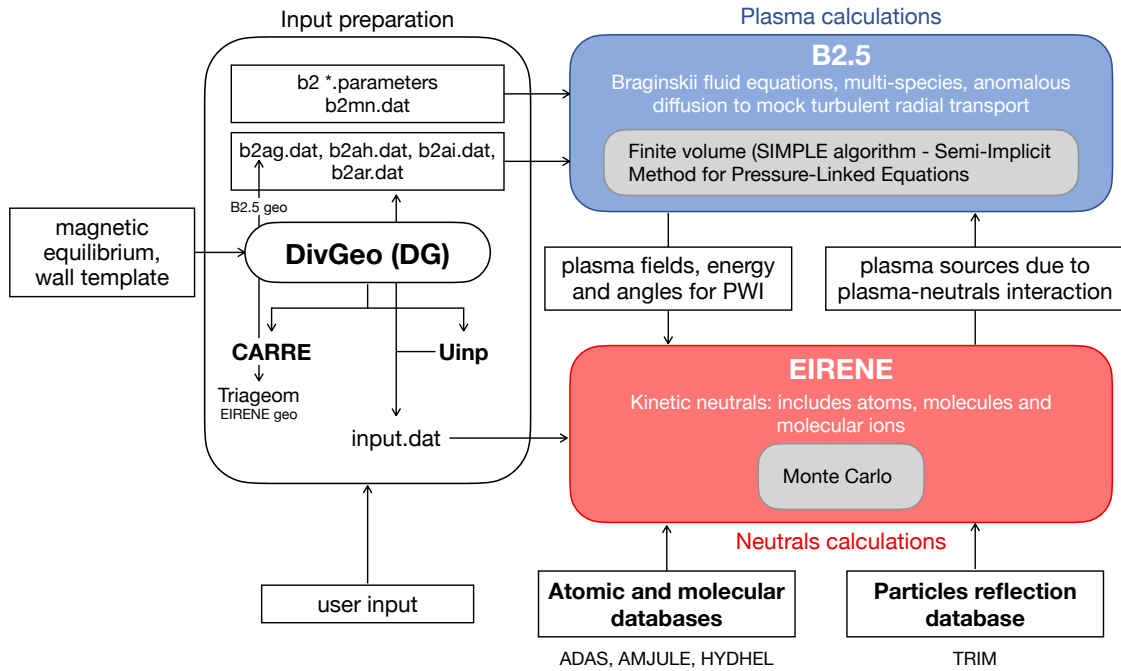 Input preparation
b2 *.parameters
b2mn.dat
b2ag.dat, b2ah.dat, b2ai.dat,
b2ar.dat
B2.5 geo
magnetic
equilibrium,
wall template
DivGeo (DG)
CARRE
Uinp
Triageom
EIRENE geo
input.dat
user input
Plasma calculations
B2.5
Braginskii fluid equations, multi-species, anomalous
diffusion to mock turbulent radial transport
Finite volume (SIMPLE algorithm - Semi-Implicit
Method for Pressure-Linked Equations
plasma fields, energy
and angles for PWI
plasma sources due to
plasma-neutrals interaction
EIRENE
Kinetic neutrals: includes atoms, molecules and
molecular ions
Monte Carlo
Neutrals calculations
Atomic and molecular
databases
ADAS, AMJULE, HYDHEL
Particles reflection
database
TRIM